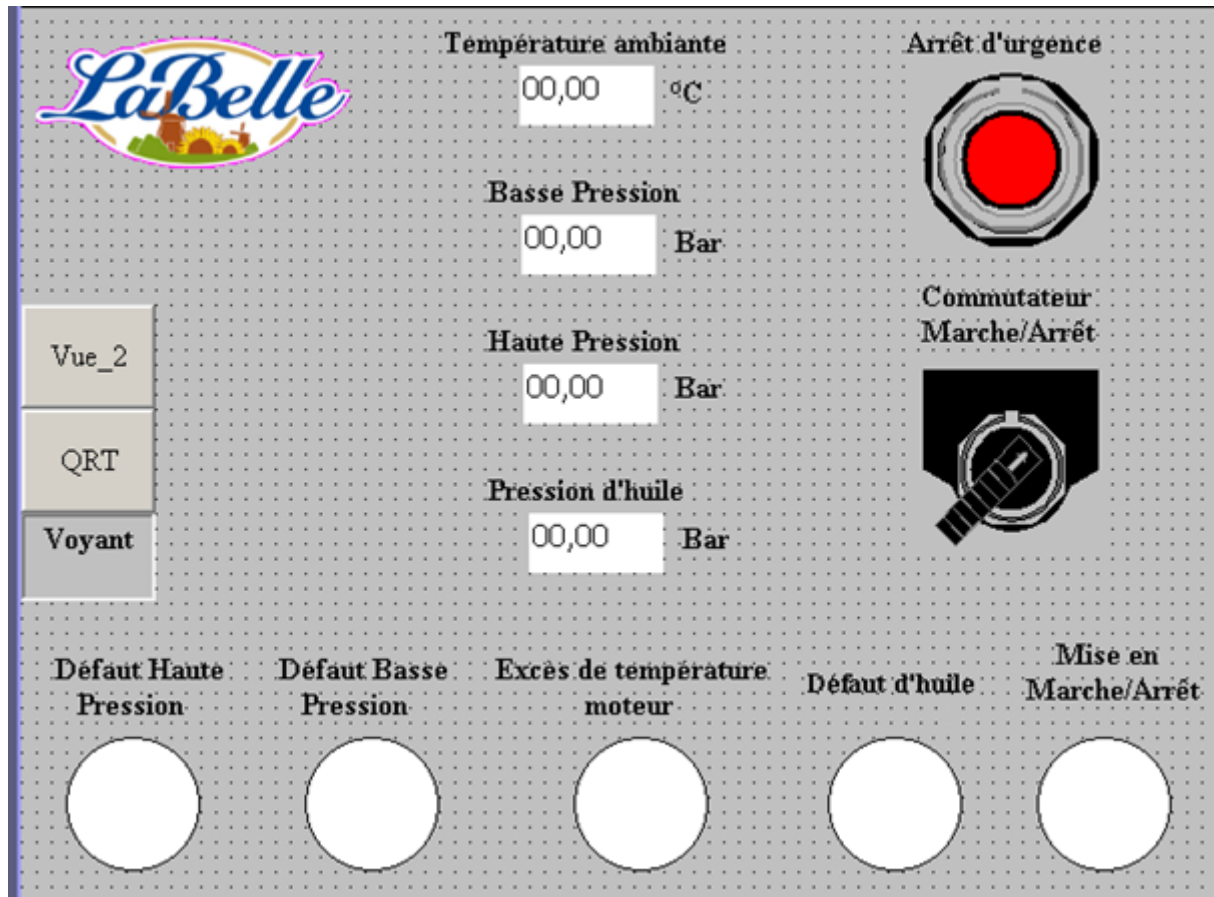 LaBelle
Température ambiante
00,00 °C
Arrêt d'urgence
Basse Pression
00,00 Bar
Commutateur
Marche/Arrêt
Haute Pression
00,00 Bar
Vue_2
QRT
Voyant
Pression d'huile
00,00 Bar
Défaut Haute
Pression
Défaut Basse
Pression
Excès de température
moteur
Défaut d'huile
Mise en
Marche/Arrêt